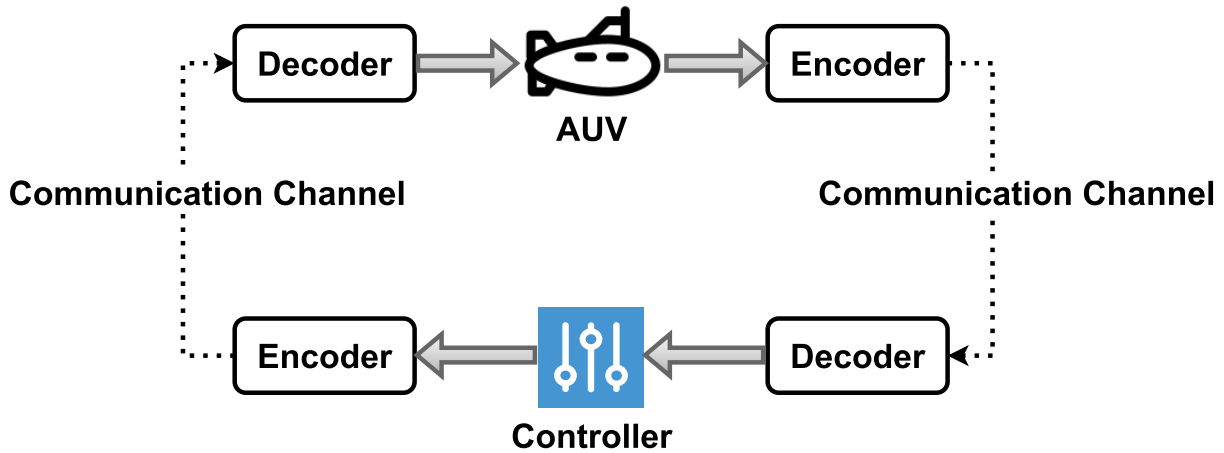 Decoder
Encoder
AUV
Communication Channel
Communication Channel
Encoder
Decoder
Controller